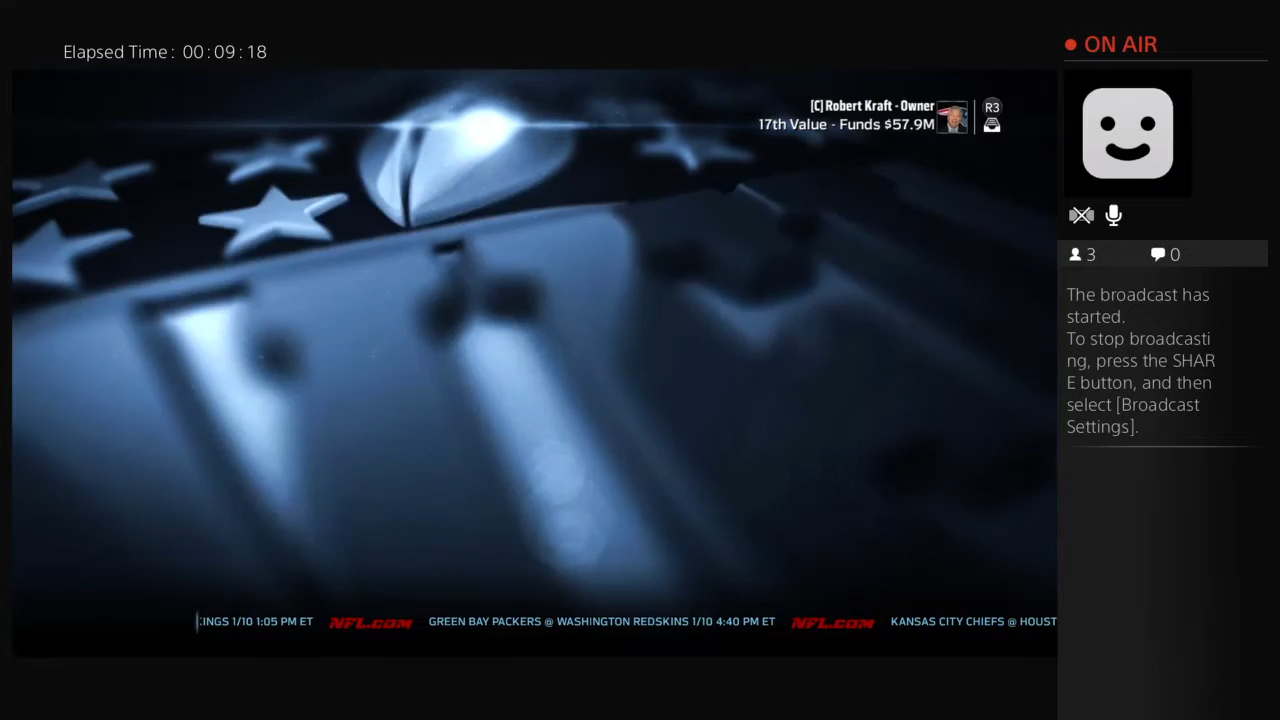 Elapsed Time: 00:09:18
ON AIR
[C] Robert Kraft - Owner
17th Value - Funds $57.9M
R3
3
0
The broadcast has
started.
To stop broadcasti
ng, press the SHAR
E button, and then
select [Broadcast
Settings].
KINGS 1/10 1:05 PM ET NFL.COM GREEN BAY PACKERS @ WASHINGTON REDSKINS 1/10 4:40 PM ET NFL.COM KANSAS CITY CHIEFS @ HOUST